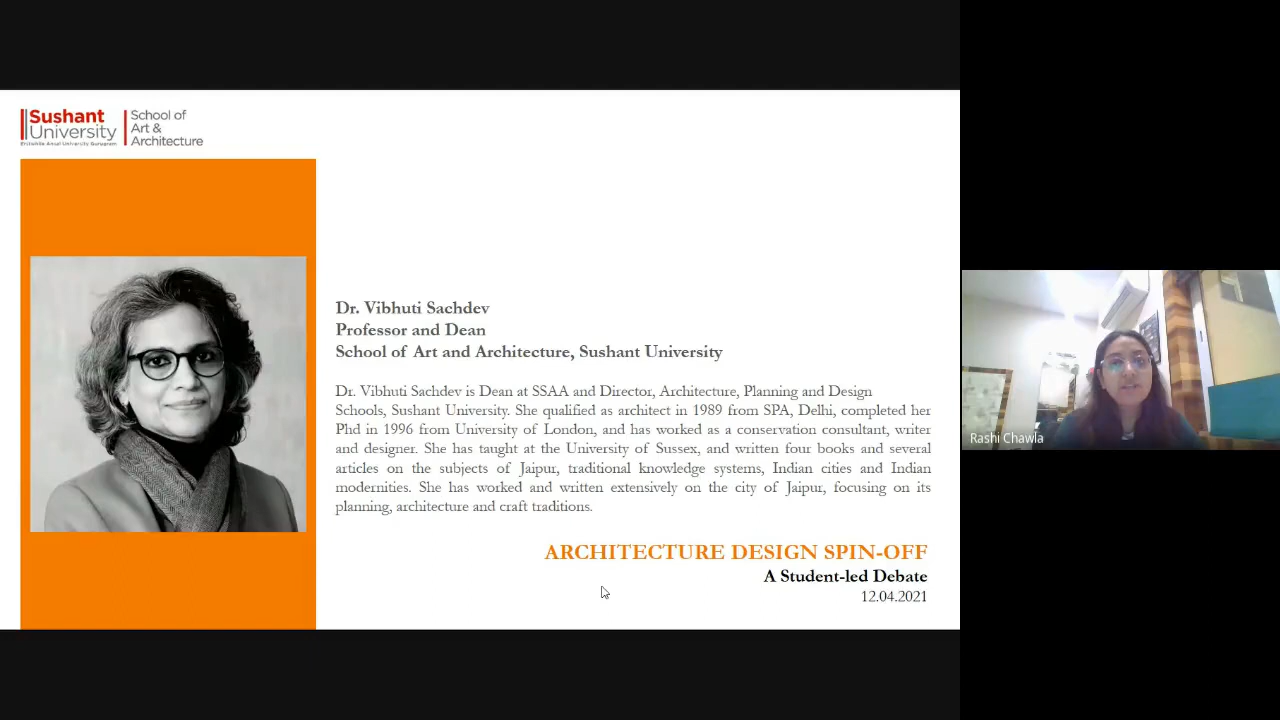 Sushant
University
Erstwhile Ansal University Gurugram
School of
Art &
Architecture
Dr. Vibhuti Sachdev
Professor and Dean
School of Art and Architecture, Sushant University
Dr. Vibhuti Sachdev is Dean at SSAA and Director, Architecture, Planning and Design
Schools, Sushant University. She qualified as architect in 1989 from SPA, Delhi, completed her
Phd in 1996 from University of London, and has worked as a conservation consultant, writer
and designer. She has taught at the University of Sussex, and written four books and several
articles on the subjects of Jaipur, traditional knowledge systems, Indian cities and Indian
modernities. She has worked and written extensively on the city of Jaipur, focusing on its
planning, architecture and craft traditions.
ARCHITECTURE DESIGN SPIN-OFF
A Student-led Debate
12.04.2021
Rashi Chawla